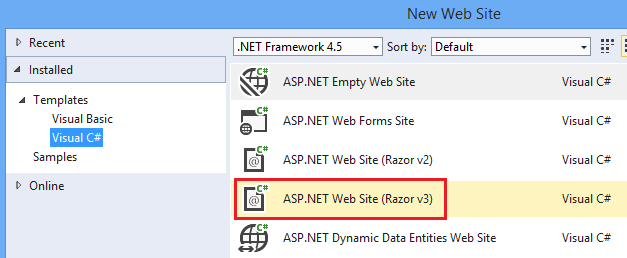 New Web Site
Recent
.NET Framework 4.5
Sort by:
Default
Installed
Templates
Visual Basic
Visual C#
Samples
Online
C#
ASP.NET Empty Web Site
Visual C#
C#
ASP.NET Web Forms Site
Visual C#
C#
@
ASP.NET Web Site (Razor v2)
Visual C#
C#
@
ASP.NET Web Site (Razor v3)
Visual C#
C#
ASP.NET Dynamic Data Entities Web Site
Visual C#